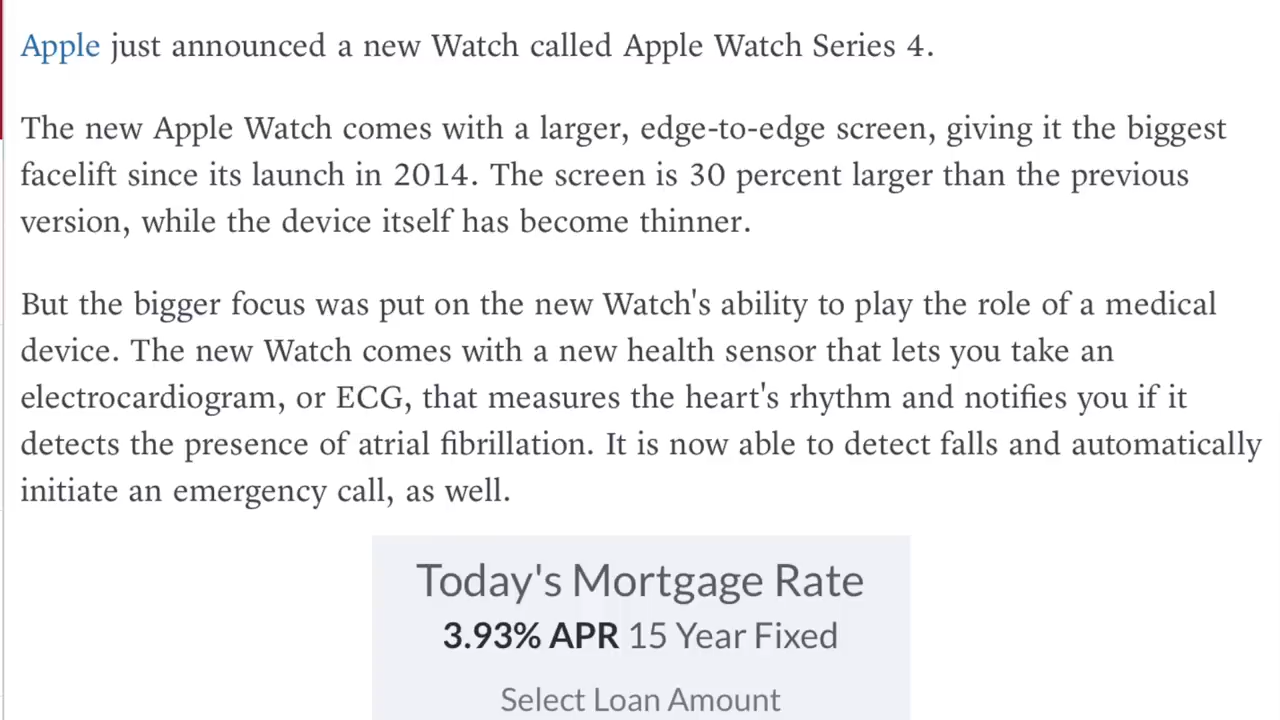 Apple just announced a new Watch called Apple Watch Series 4.
The new Apple Watch comes with a larger, edge-to-edge screen, giving it the biggest
facelift since its launch in 2014. The screen is 30 percent larger than the previous
version, while the device itself has become thinner.
But the bigger focus was put on the new Watch's ability to play the role of a medical
device. The new Watch comes with a new health sensor that lets you take an
electrocardiogram, or ECG, that measures the heart's rhythm and notifies you if it
detects the presence of atrial fibrillation. It is now able to detect falls and automatically
initiate an emergency call, as well.
Today's Mortgage Rate
3.93% APR 15 Year Fixed
Select Loan Amount